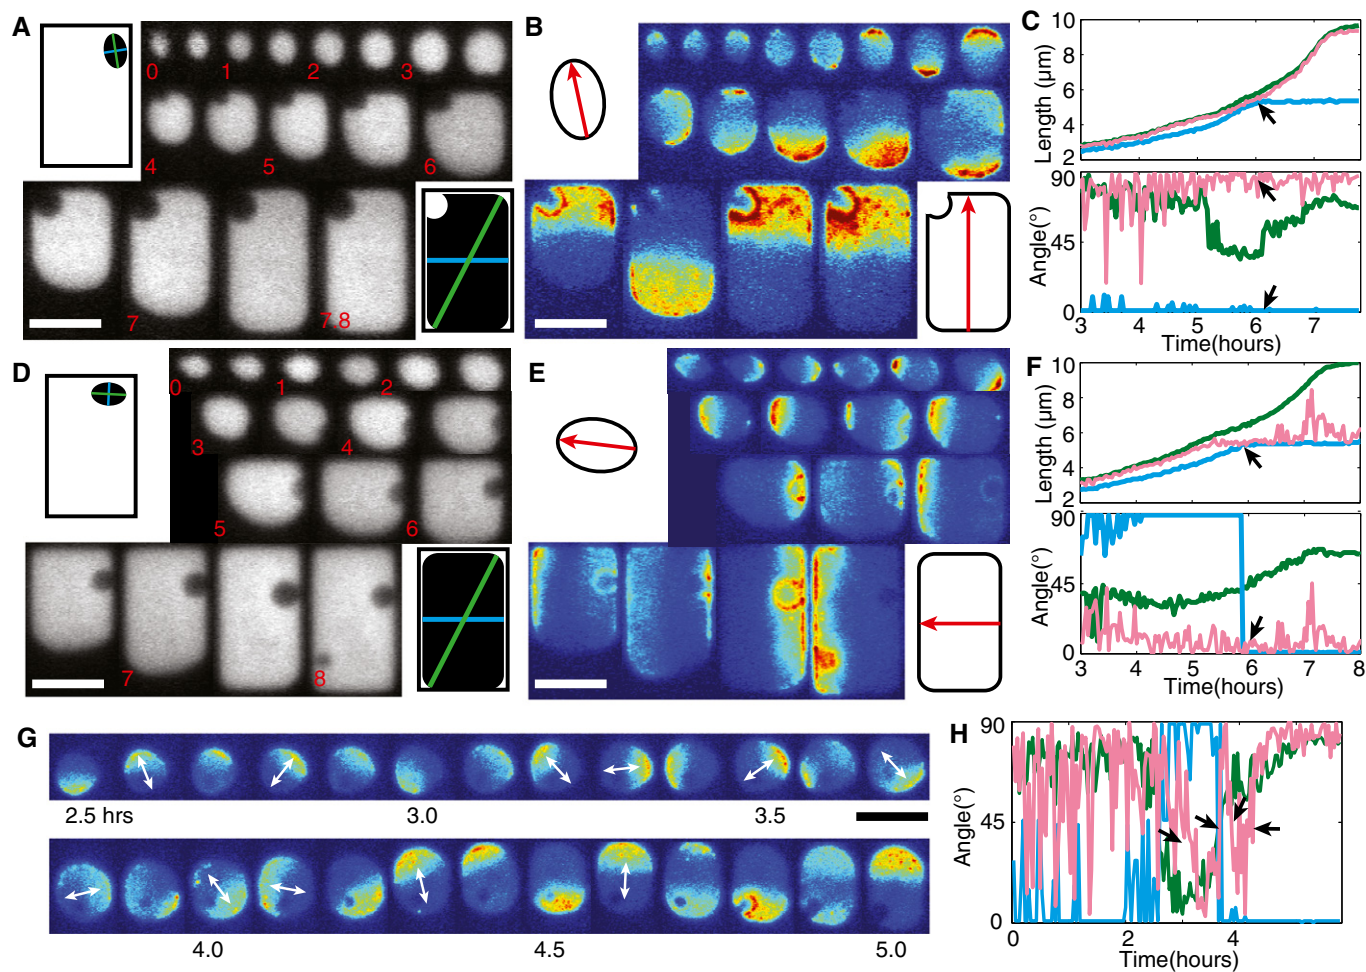 A
0 1 2 3
4 5 6
7 7.8
B
C
Length (µm)
10
8
6
4
2
Angle(°)
90
45
0
3 4 5 6 7
Time(hours)
D
0 1 2
3 4
5 6
7 8
E
F
Length (µm)
10
8
6
4
2
Angle(°)
90
45
0
3 4 5 6 7 8
Time(hours)
G
2.5 hrs 3.0 3.5
4.0 4.5 5.0
H
Angle(°)
90
45
0
0 2 4
Time(hours)